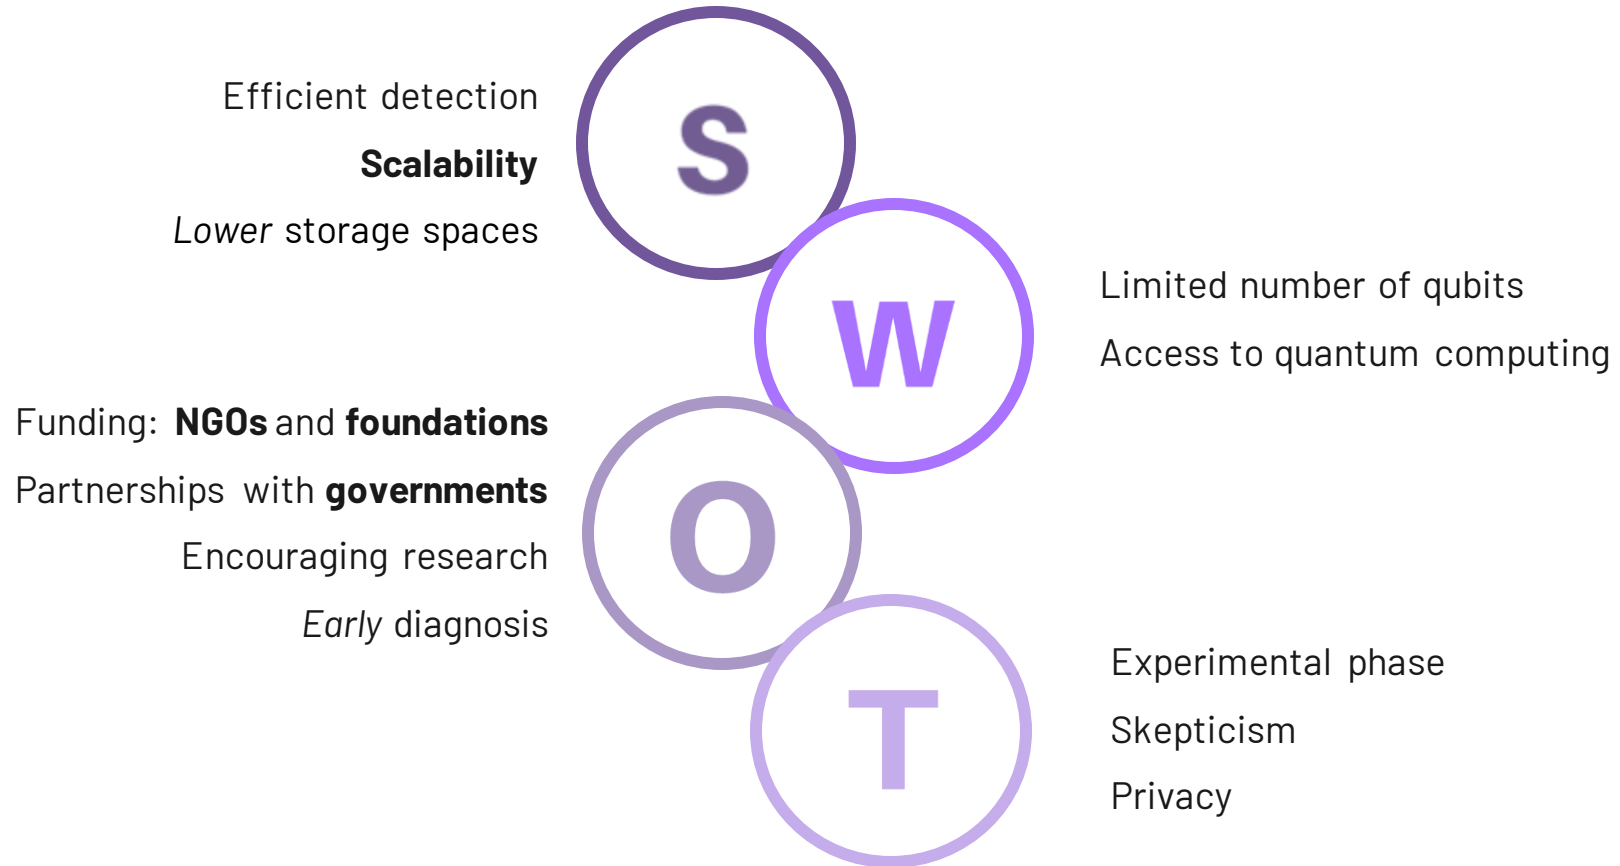 Efficient detection
Scalability
Lower storage spaces
S
W
Limited number of qubits
Access to quantum computing
Funding: NGOs and foundations
Partnerships with governments
Encouraging research
Early diagnosis
O
T
Experimental phase
Skepticism
Privacy